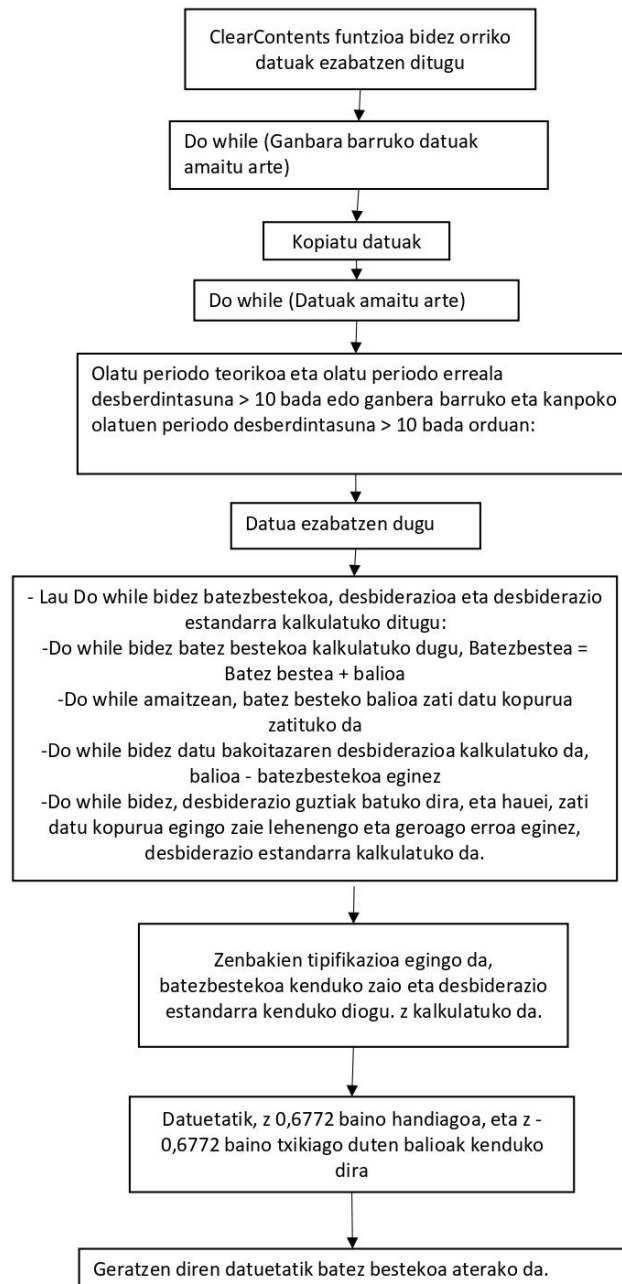 ClearContents funtzioa bidez orriko
datuak ezabatzen ditugu
Do while (Ganbara barruko datuak
amaitu arte)
Kopiatu datuak
Do while (Datuak amaitu arte)
Olatu periodo teorikoa eta olatu periodo erreala
desberdintasuna > 10 bada edo ganbera barruko eta kanpoko
olatuen periodo desberdintasuna > 10 bada orduan:
Datua ezabatzen dugu
- Lau Do while bidez batezbestekoa, desbiderazioa eta desbiderazio
estandarra kalkulatuko ditugu:
-Do while bidez batez bestekoa kalkulatuko dugu, Batezbestea =
Batez bestea + balioa
-Do while amaitzean, batez besteko balioa zati datu kopurua
zatituko da
-Do while bidez datu bakoitazaren desbiderazioa kalkulatuko da,
balioa - batezbestekoa eginez
-Do while bidez, desbiderazio guztiak batuko dira, eta hauei, zati
datu kopurua egingo zaie lehenengo eta geroago erroa eginez,
desbiderazio estandarra kalkulatuko da.
Zenbakien tipifikazioa egingo da,
batezbestekoa kenduko zaio eta desbiderazio
estandarra kenduko diogu. z kalkulatuko da.
Datuetatik, z 0,6772 baino handiagoa, eta z -
0,6772 baino txikiago duten balioak kenduko
dira
Geratzen diren datuetatik batez bestekoa aterako da.